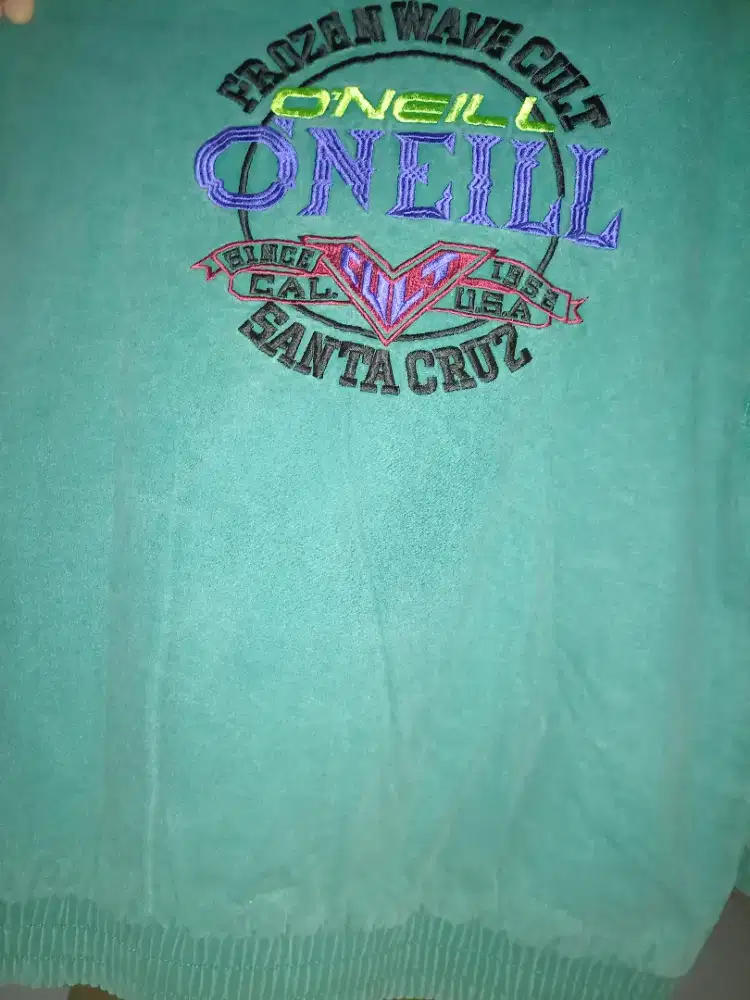 FROZEN WAVE CULT
O'NEILL
O'NEILL
SINCE 1952
CULT
CAL. U.S.A
SANTA CRUZ